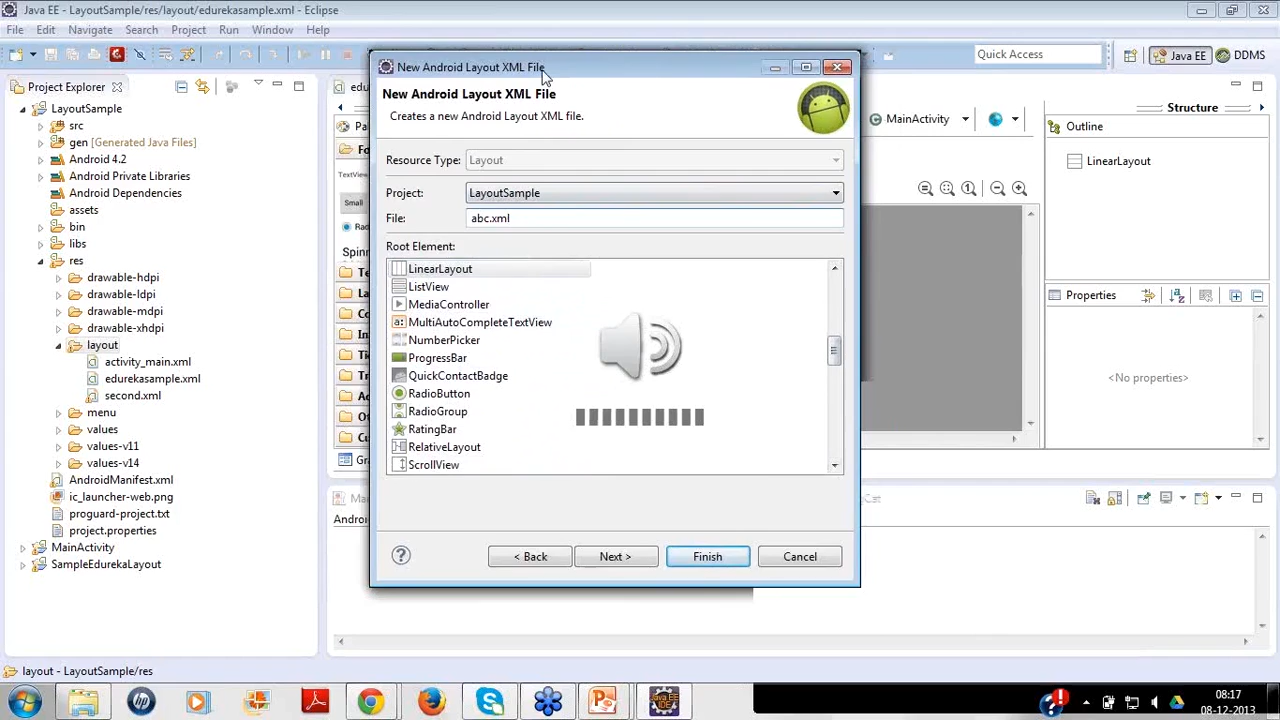 Java EE - LayoutSample/res/layout/edurekasample.xml - Eclipse
File Edit Navigate Search Project Run Window Help
Quick Access
Java EE
DDMS
Project Explorer
LayoutSample
src
gen [Generated Java Files]
Android 4.2
Android Private Libraries
Android Dependencies
assets
bin
libs
res
drawable-hdpi
drawable-ldpi
drawable-mdpi
drawable-xhdpi
layout
activity_main.xml
edurekasample.xml
second.xml
menu
values
values-v11
values-v14
AndroidManifest.xml
ic_launcher-web.png
proguard-project.txt
project.properties
MainActivity
SampleEdurekaLayout
New Android Layout XML File
New Android Layout XML File
Creates a new Android Layout XML file.
Resource Type: Layout
Project: LayoutSample
File: abc.xml
Root Element:
LinearLayout
ListView
MediaController
MultiAutoCompleteTextView
NumberPicker
ProgressBar
QuickContactBadge
RadioButton
RadioGroup
RatingBar
RelativeLayout
ScrollView
< Back
Next >
Finish
Cancel
TextView
Small
MainActivity
Structure
Outline
LinearLayout
Properties
<No properties>
layout - LayoutSample/res
08:17
08-12-2013